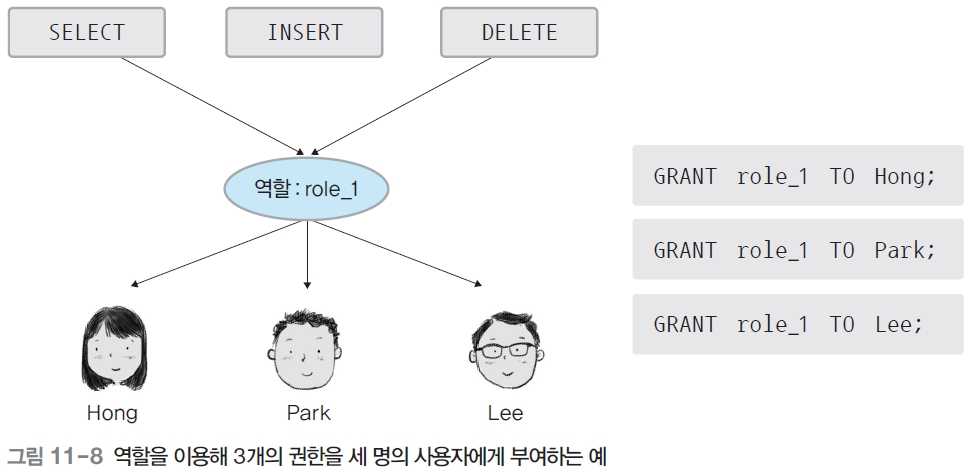 SELECT INSERT DELETE
역할 : role_1
GRANT role_1 TO Hong;
GRANT role_1 TO Park;
GRANT role_1 TO Lee;
Hong Park Lee
그림 11-8 역할을 이용해 3개의 권한을 세 명의 사용자에게 부여하는 예